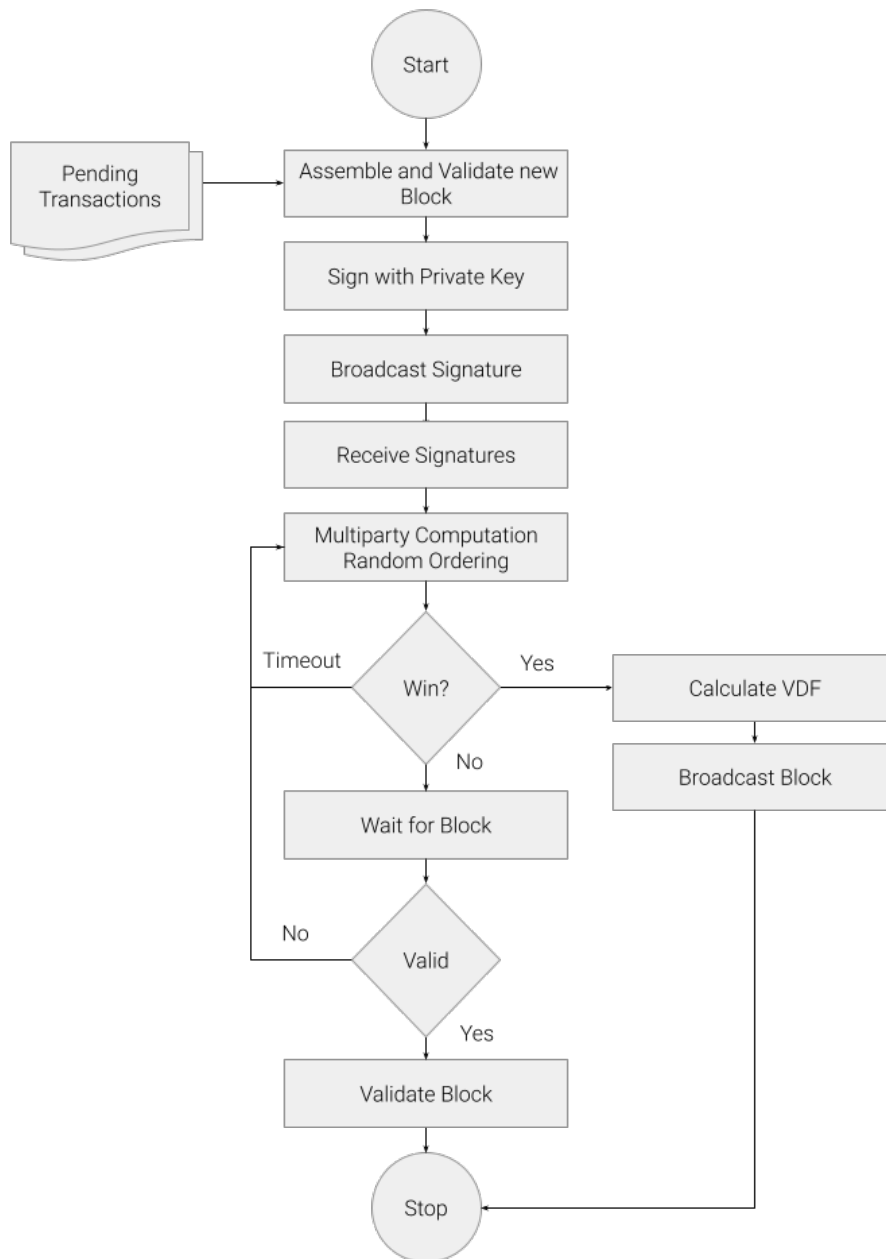 Start
Pending
Transactions
Assemble and Validate new
Block
Sign with Private Key
Broadcast Signature
Receive Signatures
Multiparty Computation
Random Ordering
Timeout
Win?
Yes
Calculate VDF
No
Broadcast Block
Wait for Block
No
Valid
Yes
Validate Block
Stop